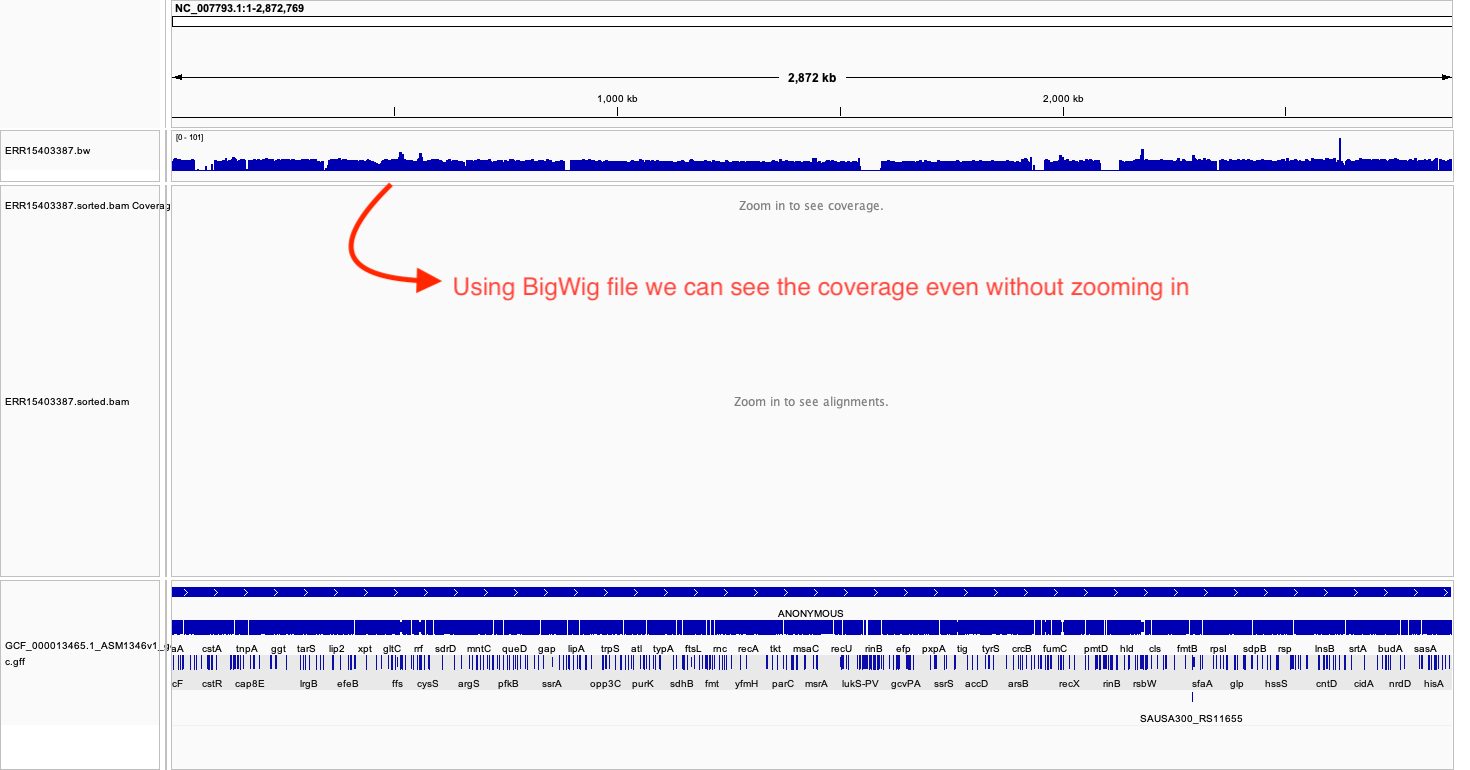 NC_007793.1:1-2,872,769
2,872 kb
1,000 kb 2,000 kb
ERR15403387.bw
[0 - 101]
ERR15403387.sorted.bam Coverag
Zoom in to see coverage.
Using BigWig file we can see the coverage even without zooming in
ERR15403387.sorted.bam
Zoom in to see alignments.
ANONYMOUS
GCF_000013465.1_ASM1346v1_g
c.gff
aA cstA tnpA ggt tarS lip2 xpt gltC rrf sdrD mntC queD gap lipA trpS atl typA ftsL rnc recA tkt msaC recU rinB efp pxpA tig tyrS crcB fumC pmtD hld cls fmtB rpsI sdpB rsp lnsB srtA budA sasA
cF cstR cap8E lrgB efeB ffs cysS argS pfkB ssrA opp3C purK sdhB fmt yfmH parC msrA lukS-PV gcvPA ssrS accD arsB recX rinB rsbW sfaA glp hssS cntD cidA nrdD hisA
SAUSA300_RS11655